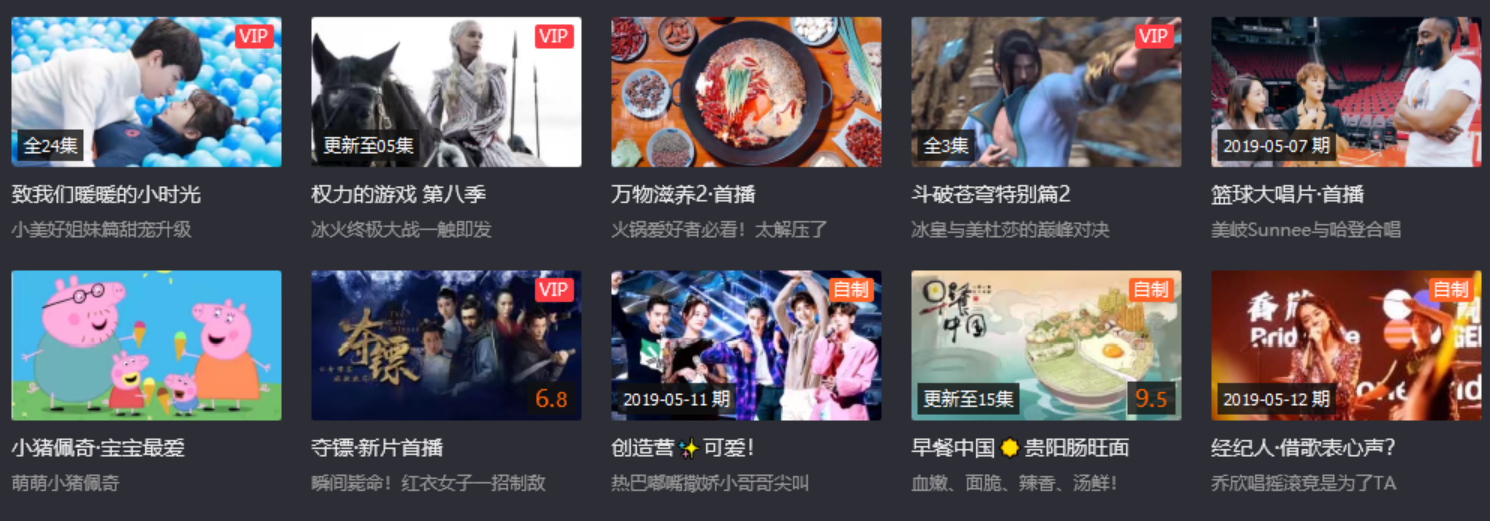 VIP
VIP
VIP
全24集
更新至05集
全3集
2019-05-07 期
致我们暖暖的小时光
权力的游戏 第八季
万物滋养2·首播
斗破苍穹特别篇2
篮球大唱片·首播
小美好姐妹篇甜宠升级
冰火终极大战一触即发
火锅爱好者必看！太解压了
冰皇与美杜莎的巅峰对决
美岐Sunnee与哈登合唱
VIP
自制
自制
自制
夺镖
早餐中国
6.8
2019-05-11 期
更新至15集
9.5
2019-05-12 期
小猪佩奇·宝宝最爱
夺镖·新片首播
创造营✨可爱！
早餐中国 贵阳肠旺面
经纪人·借歌表心声？
萌萌小猪佩奇
瞬间毙命！红衣女子一招制敌
热巴嘟嘴撒娇小哥哥尖叫
血嫩、面脆、辣香、汤鲜！
乔欣唱摇滚竟是为了TA